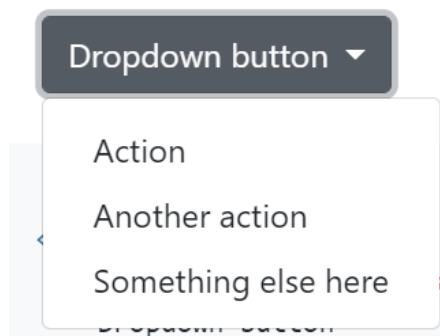 Dropdown button
Action
Another action
Something else here